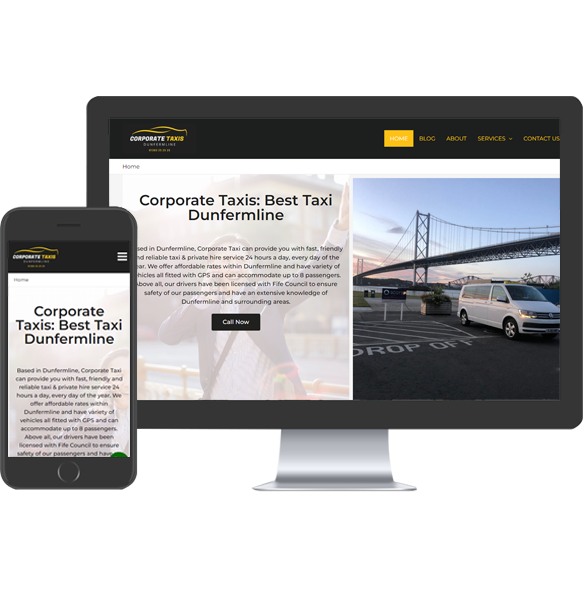 CORPORATE TAXIS
DUNFERMLINE
HOME
BLOG
ABOUT
SERVICES
CONTACT US
Home
Corporate Taxis: Best Taxi
Dunfermline
ased in Dunfermline, Corporate Taxi can provide you with fast, friendly
nd reliable taxi & private hire service 24 hours a day, every day of the
ear. We offer affordable rates within Dunfermline and have variety of
ehicles all fitted with GPS and can accommodate up to 8 passengers.
Above all, our drivers have been licensed with Fife Council to ensure
safety of our passengers and have an extensive knowledge of
Dunfermline and surrounding areas.
Call Now
DROP OFF
CORPORATE TAXIS
DUNFERMLINE
Home
Corporate
Taxis: Best Taxi
Dunfermline
Based in Dunfermline, Corporate Taxi
can provide you with fast, friendly and
reliable taxi & private hire service 24
hours a day, every day of the year. We
offer affordable rates within
Dunfermline and have variety of
vehicles all fitted with GPS and can
accommodate up to 8 passengers.
Above all, our drivers have been
licensed with Fife Council to ensure
safety of our passengers and have